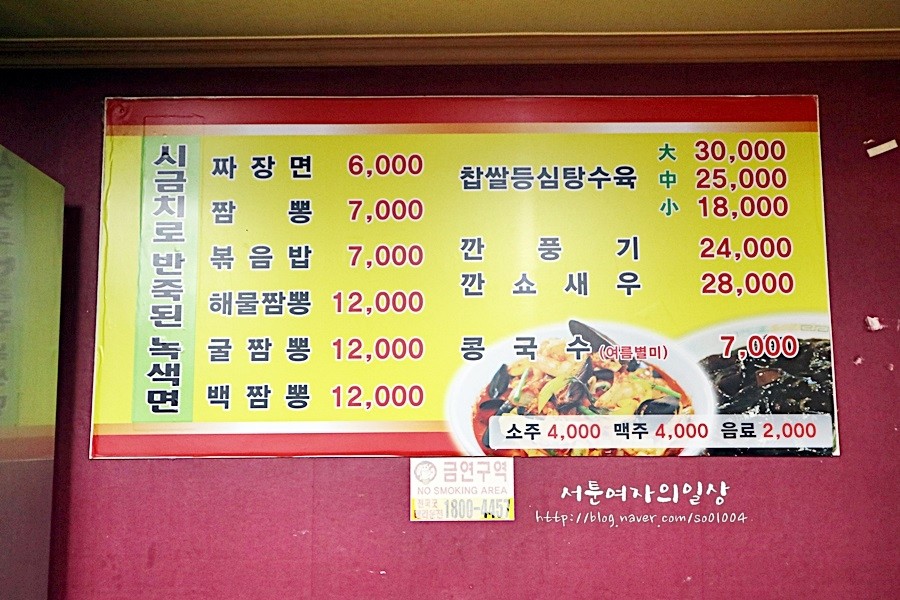 시금치로 반죽된 녹색면
짜장면 6,000
짬뽕 7,000
볶음밥 7,000
해물짬뽕 12,000
굴짬뽕 12,000
백짬뽕 12,000
찹쌀등심탕수육 大 30,000
中 25,000
小 18,000
깐풍기 24,000
깐쇼새우 28,000
콩국수 (여름별미) 7,000
소주 4,000 맥주 4,000 음료 2,000
금연구역
NO SMOKING AREA
1800-4457
서툰여자의일상
http://blog.naver.com/so01004